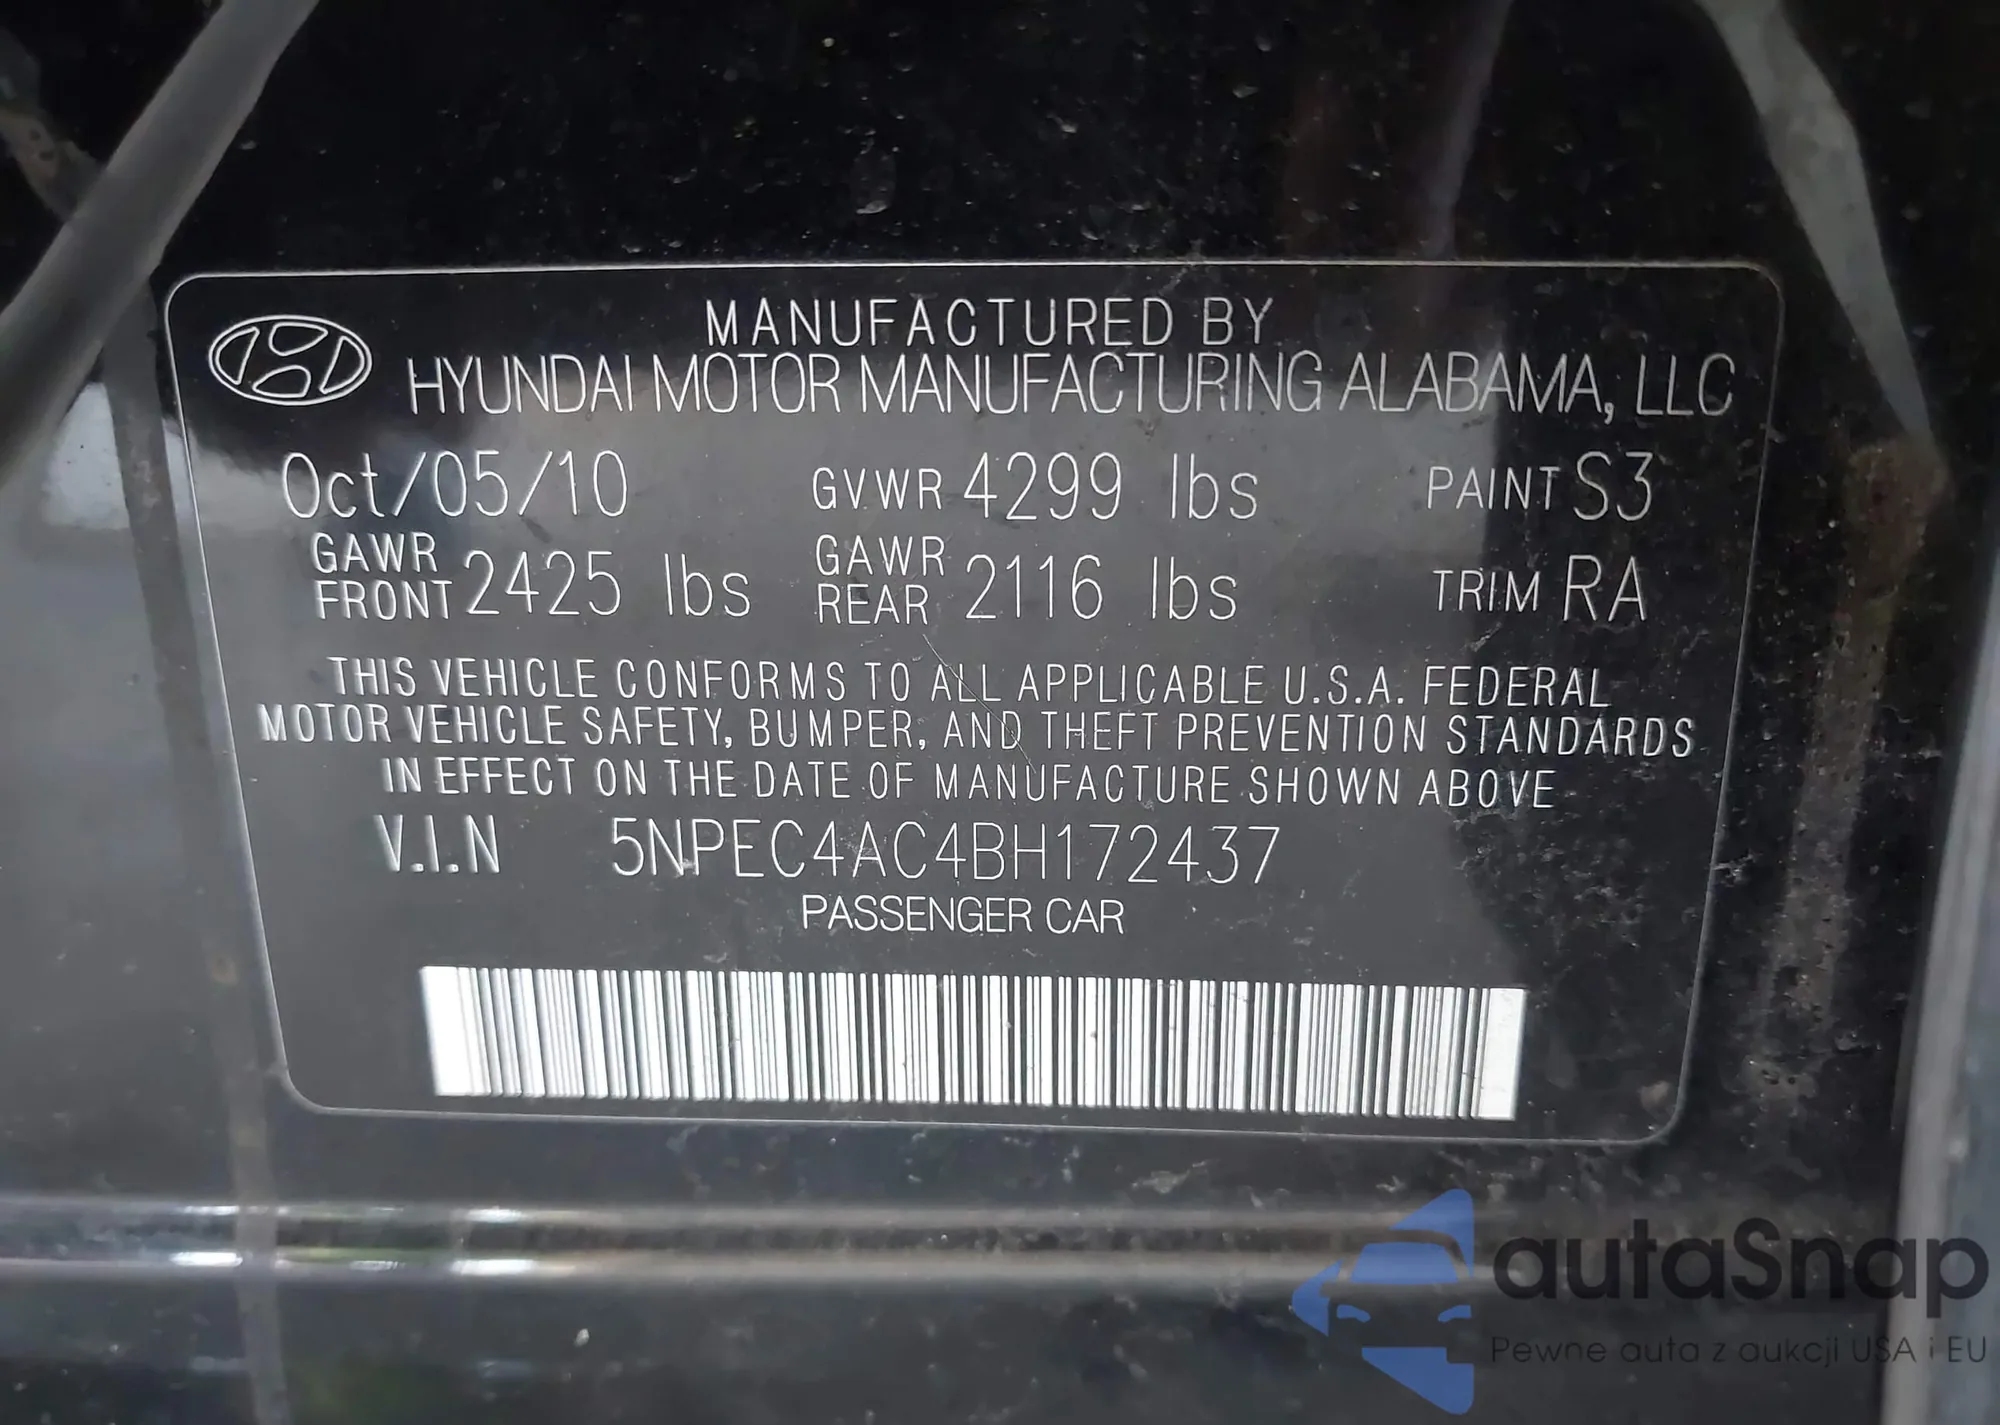 MANUFACTURED BY
HYUNDAI MOTOR MANUFACTURING ALABAMA, LLC
Oct/05/10 GVWR 4299 lbs PAINT S3
GAWR FRONT 2425 lbs GAWR REAR 2116 lbs TRIM RA
THIS VEHICLE CONFORMS TO ALL APPLICABLE U.S.A. FEDERAL
MOTOR VEHICLE SAFETY, BUMPER, AND THEFT PREVENTION STANDARDS
IN EFFECT ON THE DATE OF MANUFACTURE SHOWN ABOVE
V.I.N 5NPEC4AC4BH172437
PASSENGER CAR
autaSnap
Pewne auta z aukcji USA i EU